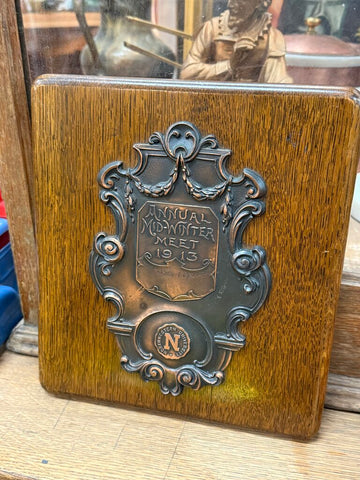 ANNUAL
MID-WINTER
MEET
1913
N